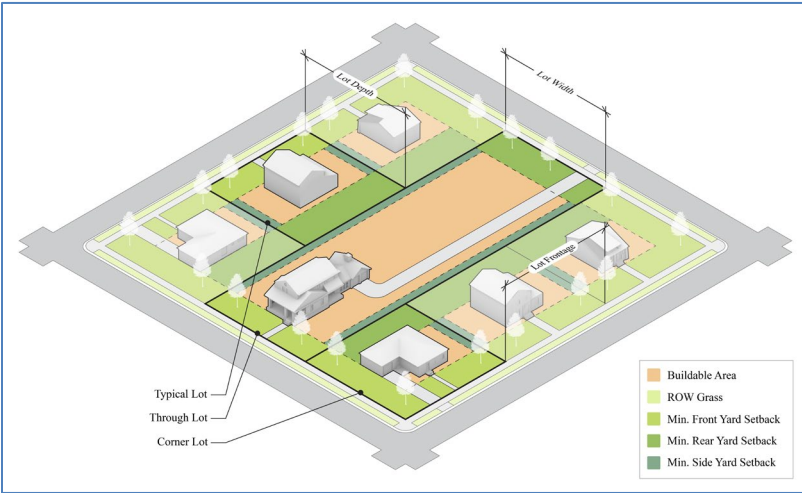 Lot Depth
Lot Width
Lot Frontage
Typical Lot
Through Lot
Corner Lot
Buildable Area
ROW Grass
Min. Front Yard Setback
Min. Rear Yard Setback
Min. Side Yard Setback